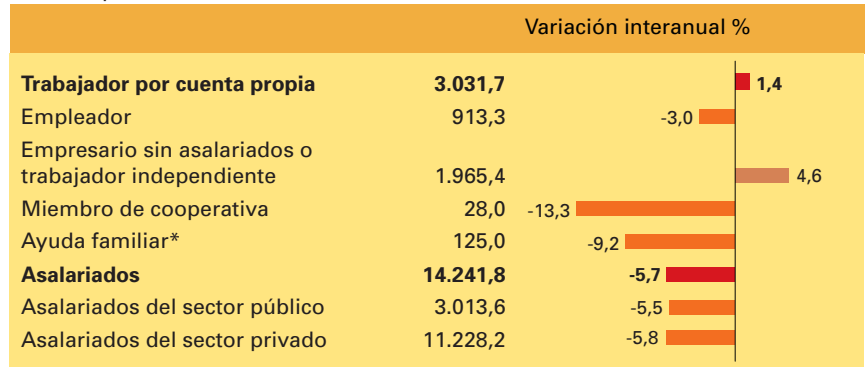 Variación interanual %
Trabajador por cuenta propia 3.031,7 1,4
Empleador 913,3 -3,0
Empresario sin asalariados o
trabajador independiente 1.965,4 4,6
Miembro de cooperativa 28,0 -13,3
Ayuda familiar* 125,0 -9,2
Asalariados 14.241,8 -5,7
Asalariados del sector público 3.013,6 -5,5
Asalariados del sector privado 11.228,2 -5,8